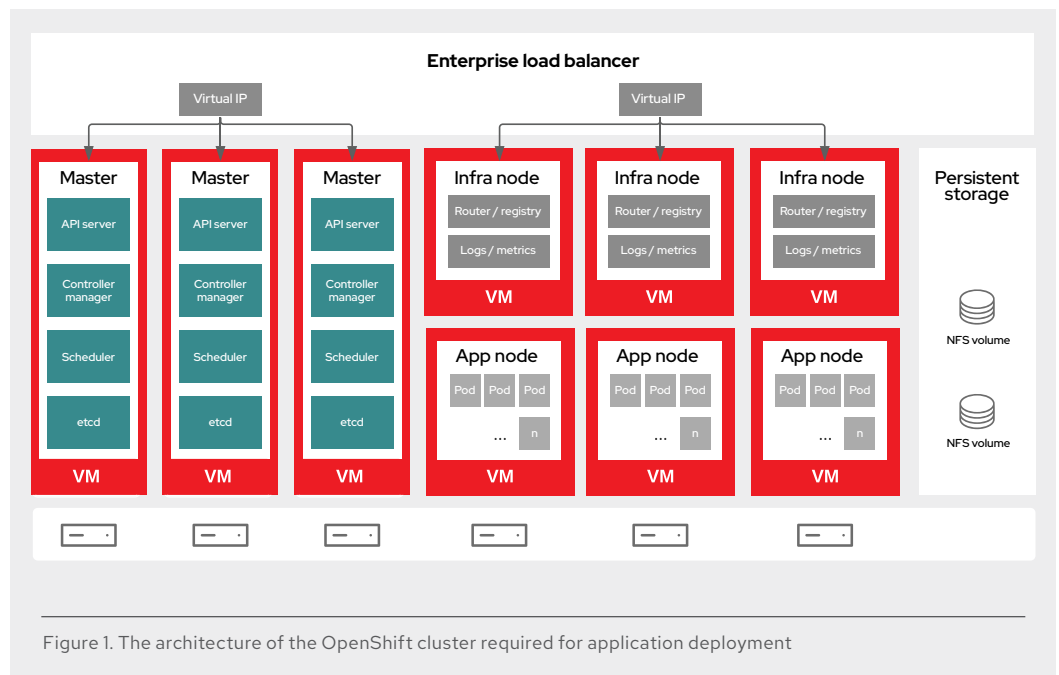 Enterprise load balancer
Virtual IP
Virtual IP
Master
API server
Controller
manager
Scheduler
etcd
VM
Master
API server
Controller
manager
Scheduler
etcd
VM
Master
API server
Controller
manager
Scheduler
etcd
VM
Infra node
Router / registry
Logs / metrics
VM
Infra node
Router / registry
Logs / metrics
VM
Infra node
Router / registry
Logs / metrics
VM
App node
Pod Pod Pod
... n
VM
App node
Pod Pod Pod
... n
VM
App node
Pod Pod Pod
... n
VM
Persistent
storage
NFS volume
NFS volume
Figure 1. The architecture of the OpenShift cluster required for application deployment